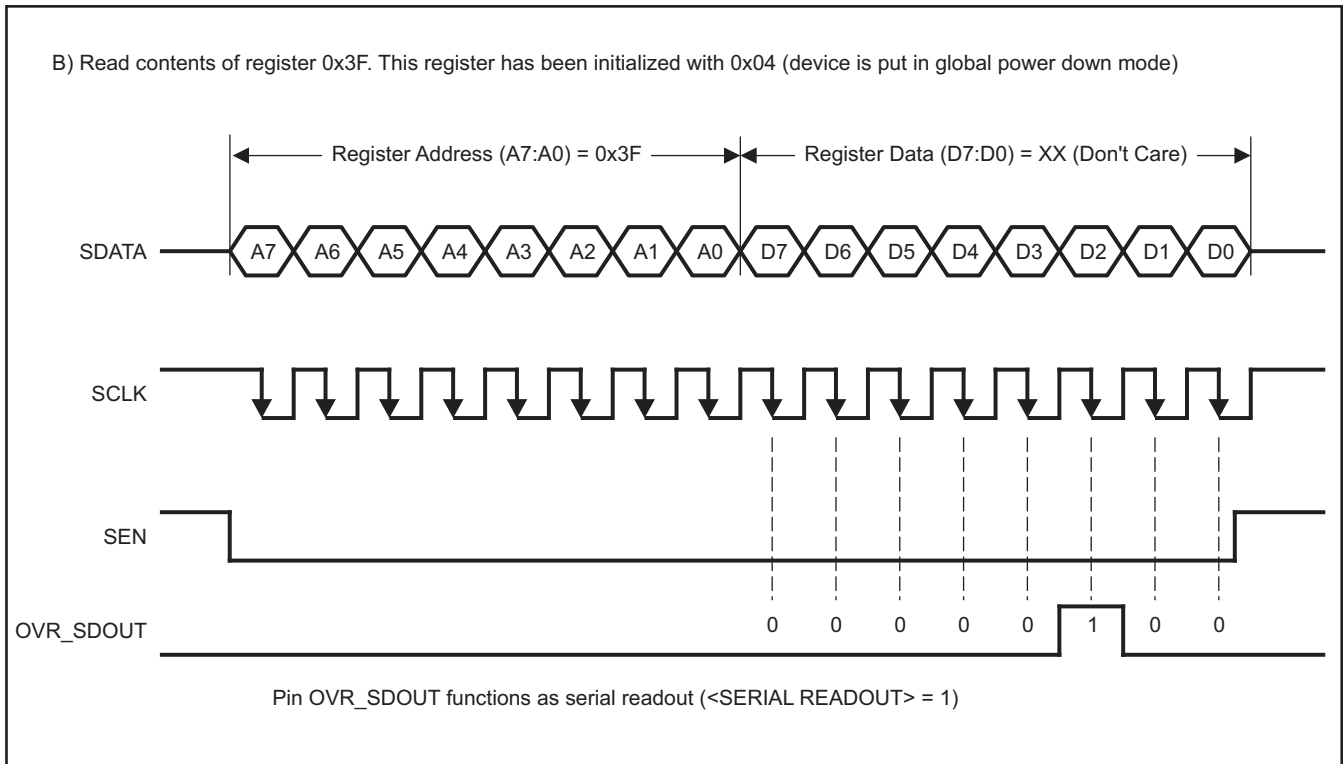 B) Read contents of register 0x3F. This register has been initialized with 0x04 (device is put in global power down mode)
Register Address (A7:A0) = 0x3F
Register Data (D7:D0) = XX (Don't Care)
SDATA
A7 A6 A5 A4 A3 A2 A1 A0 D7 D6 D5 D4 D3 D2 D1 D0
SCLK
SEN
OVR_SDOUT
0 0 0 0 0 1 0 0
Pin OVR_SDOUT functions as serial readout (<SERIAL READOUT> = 1)